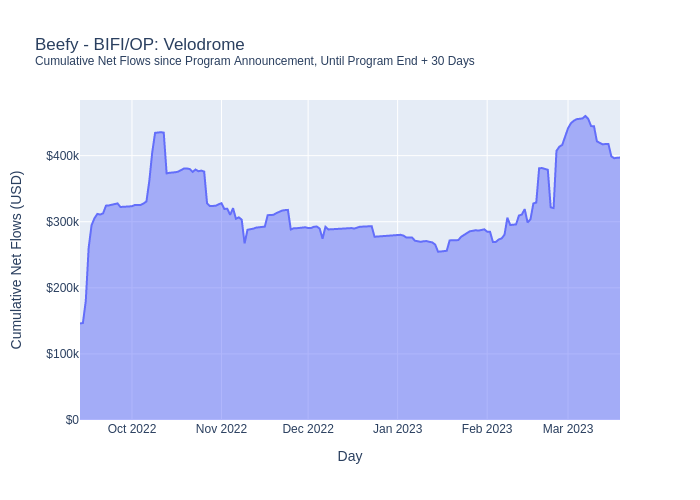 Beefy - BIFI/OP: Velodrome
Cumulative Net Flows since Program Announcement, Until Program End + 30 Days
Cumulative Net Flows (USD)
$400k
$300k
$200k
$100k
$0
Oct 2022
Nov 2022
Dec 2022
Jan 2023
Feb 2023
Mar 2023
Day